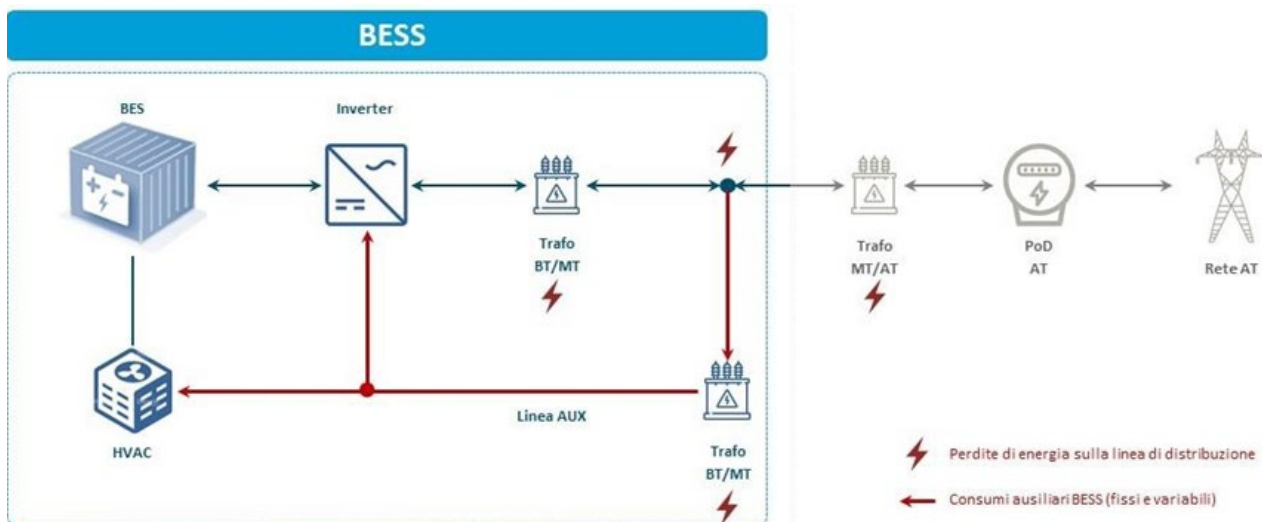 BESS
BES
Inverter
Trafo
BT/MT
Trafo
MT/AT
PoD
AT
Rete AT
HVAC
Linea AUX
Trafo
BT/MT
Perdite di energia sulla linea di distribuzione
Consumi ausiliari BESS (fissi e variabili)